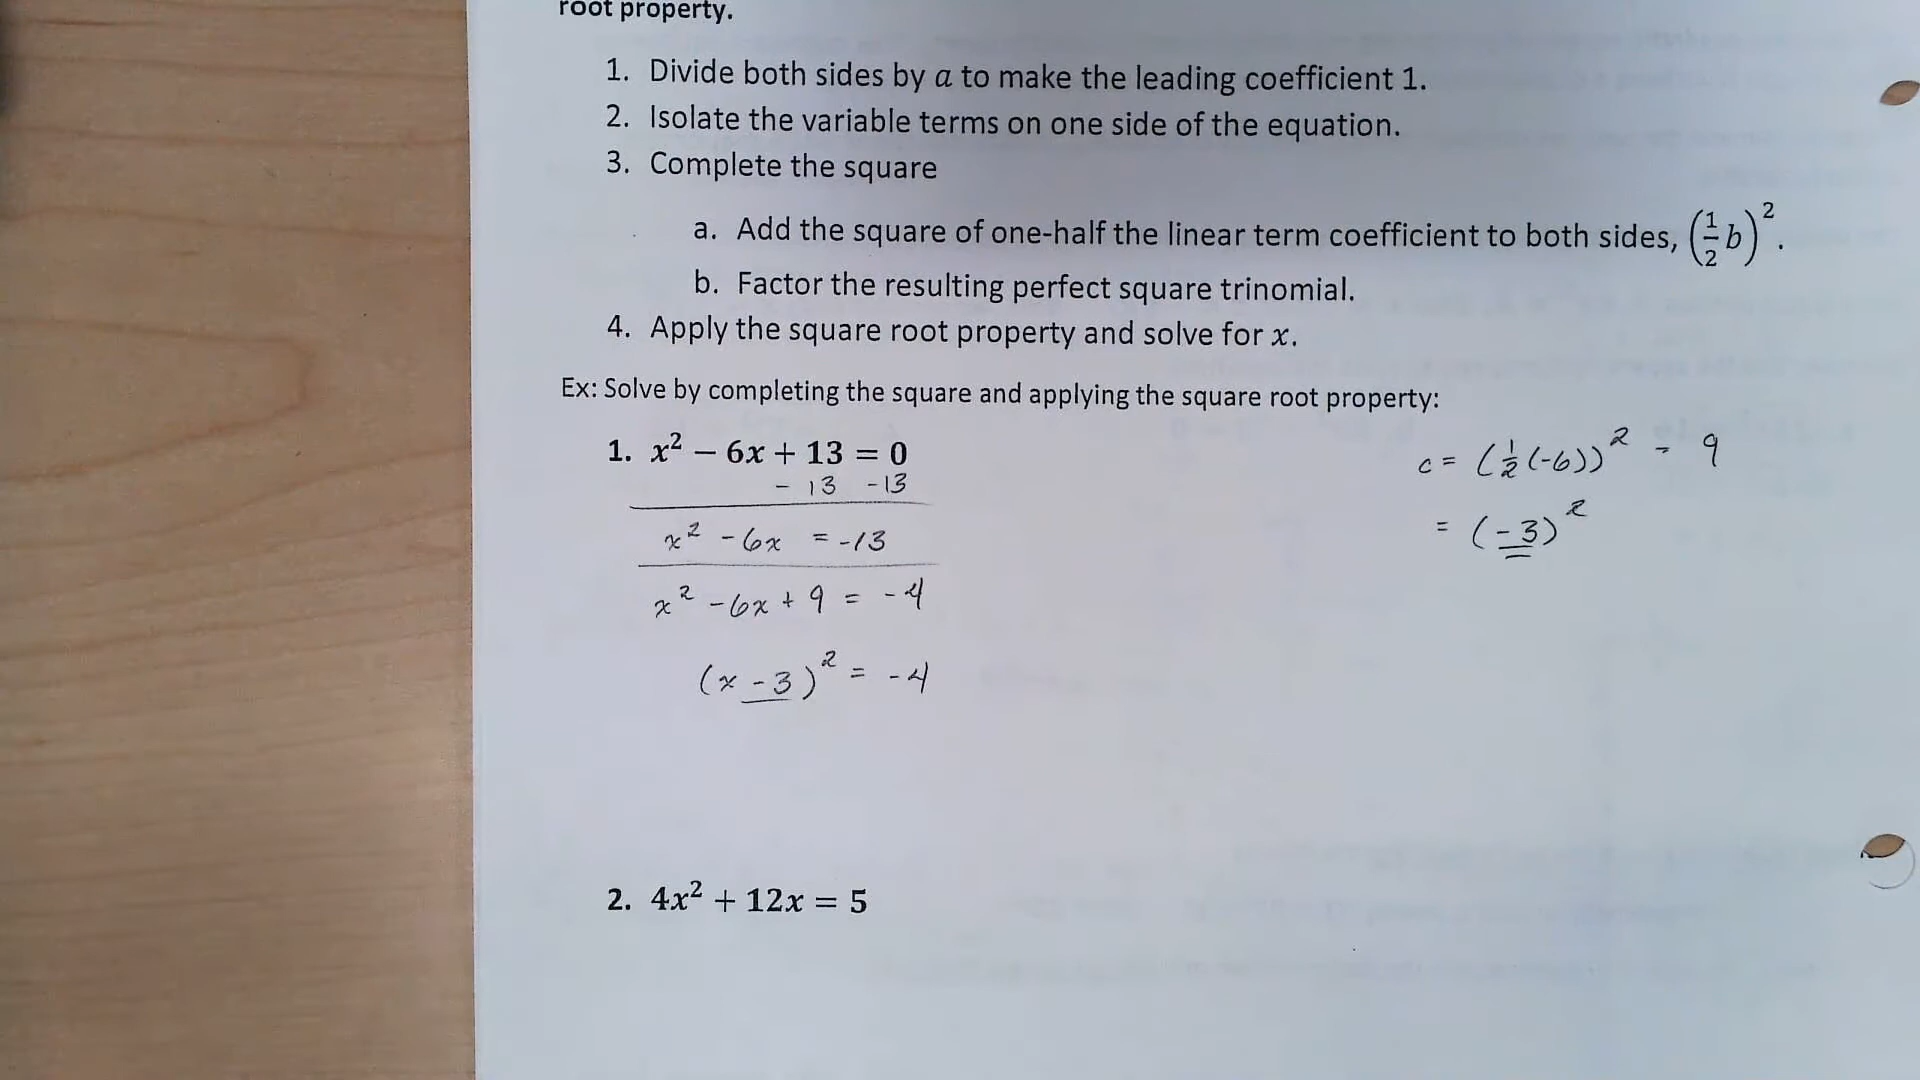 root property.
1. Divide both sides by a to make the leading coefficient 1.
2. Isolate the variable terms on one side of the equation.
3. Complete the square
a. Add the square of one-half the linear term coefficient to both sides, (1/2 b)².
b. Factor the resulting perfect square trinomial.
4. Apply the square root property and solve for x.
Ex: Solve by completing the square and applying the square root property:
1. x² − 6x + 13 = 0
- 13 -13
x² - 6x = -13
x² - 6x + 9 = -4
(x - 3)² = -4
c = (1/2 (-6))² = 9
= (-3)²
2. 4x² + 12x = 5